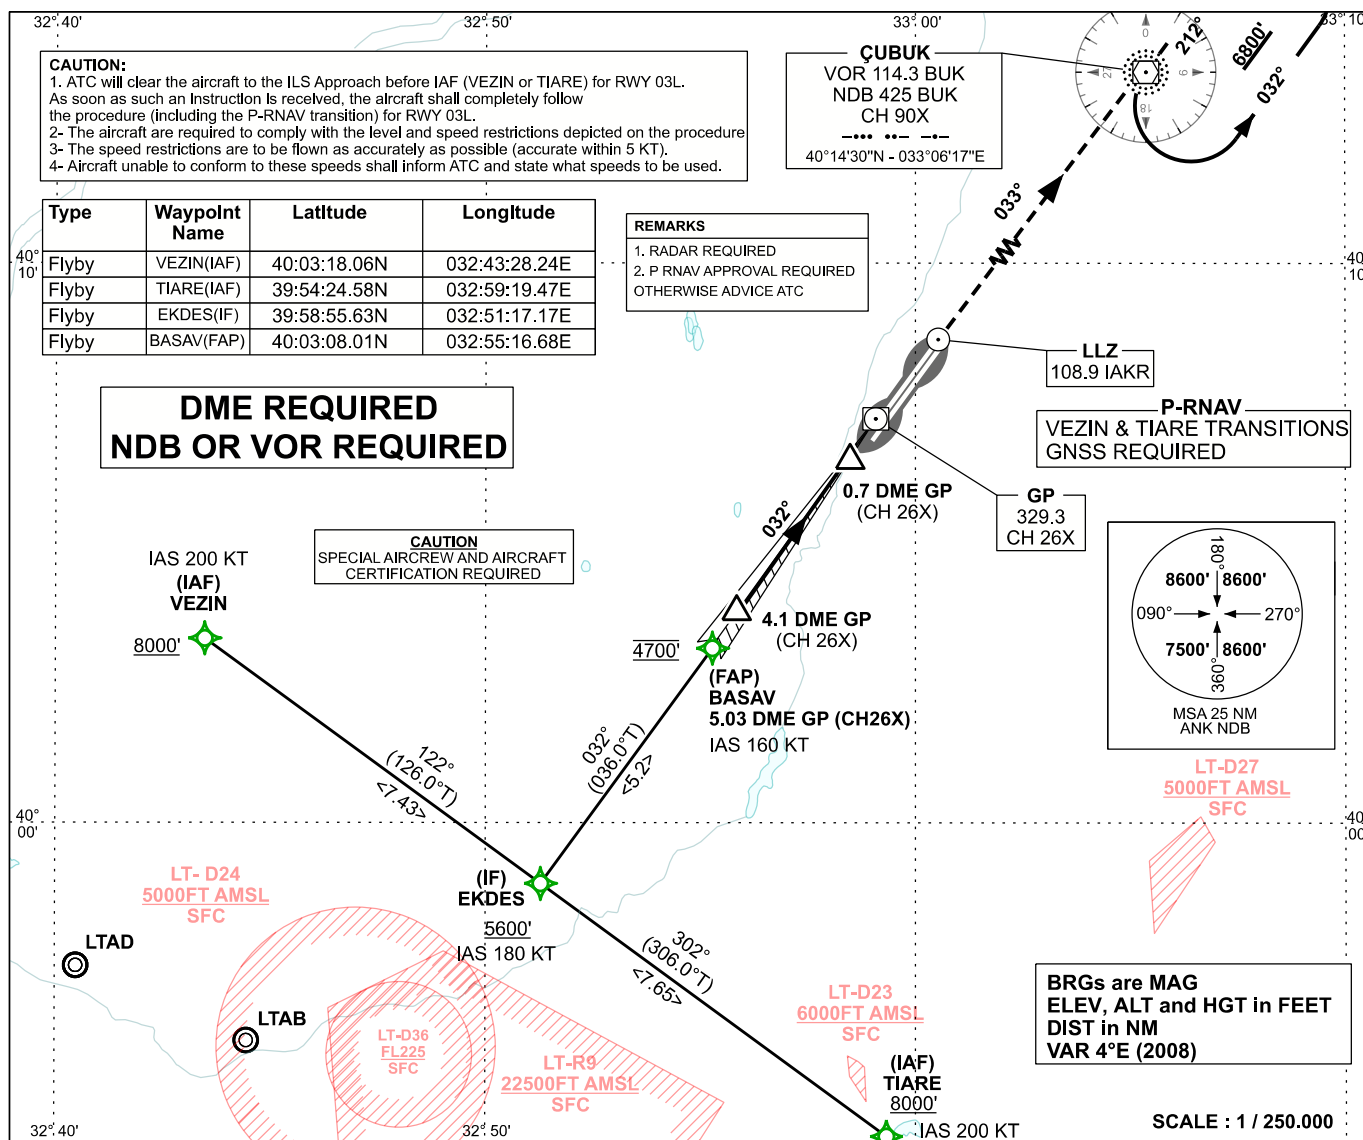 32°40'
32°50'
33°00'
33°10'
CAUTION:
1. ATC will clear the aircraft to the ILS Approach before IAF (VEZIN or TIARE) for RWY 03L.
As soon as such an instruction is received, the aircraft shall completely follow
the procedure (including the P-RNAV transition) for RWY 03L.
2- The aircraft are required to comply with the level and speed restrictions depicted on the procedure
3- The speed restrictions are to be flown as accurately as possible (accurate within 5 KT).
4- Aircraft unable to conform to these speeds shall inform ATC and state what speeds to be used.
ÇUBUK
VOR 114.3 BUK
NDB 425 BUK
CH 90X
40°14'30"N - 033°06'17"E
0
9
18
27
212°
6800'
032°
033°
Type Waypoint Name Latitude Longitude
Flyby VEZIN(IAF) 40:03:18.06N 032:43:28.24E
Flyby TIARE(IAF) 39:54:24.58N 032:59:19.47E
Flyby EKDES(IF) 39:58:55.63N 032:51:17.17E
Flyby BASAV(FAP) 40:03:08.01N 032:55:16.68E
REMARKS
1. RADAR REQUIRED
2. P RNAV APPROVAL REQUIRED
OTHERWISE ADVICE ATC
40°
10'
40°
10'
DME REQUIRED
NDB OR VOR REQUIRED
LLZ
108.9 IAKR
P-RNAV
VEZIN & TIARE TRANSITIONS
GNSS REQUIRED
0.7 DME GP
(CH 26X)
GP
329.3
CH 26X
032°
CAUTION
SPECIAL AIRCREW AND AIRCRAFT
CERTIFICATION REQUIRED
IAS 200 KT
(IAF)
VEZIN
8000'
4.1 DME GP
(CH 26X)
4700'
(FAP)
BASAV
5.03 DME GP (CH26X)
IAS 160 KT
180°
8600' 8600'
090° 270°
7500' 8600'
360°
MSA 25 NM
ANK NDB
122°
(126.0°T)
<7.43>
032°
(036.0°T)
<5.2>
LT-D27
5000FT AMSL
SFC
40°
00'
40°
00'
LT- D24
5000FT AMSL
SFC
(IF)
EKDES
5600'
IAS 180 KT
LTAD
302°
(306.0°T)
<7.65>
LTAB
LT-D36
FL225
SFC
LT-R9
22500FT AMSL
SFC
LT-D23
6000FT AMSL
SFC
(IAF)
TIARE
8000'
IAS 200 KT
BRGs are MAG
ELEV, ALT and HGT in FEET
DIST in NM
VAR 4°E (2008)
SCALE : 1 / 250.000
32°40'
32°50'